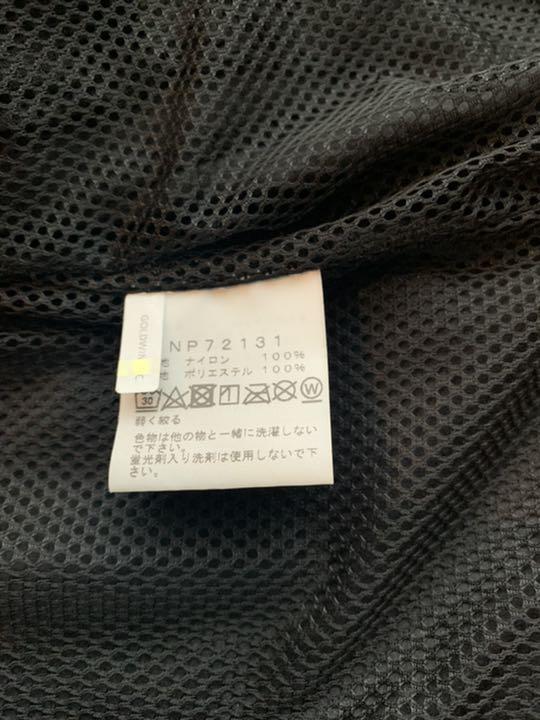 GOLDWIN
NP72131
ナイロン 100%
ポリエステル 100%
30
W
弱く絞る
色物は他の物と一緒に洗濯しない
で下さい。
蛍光剤入り洗剤は使用しないで下
さい。